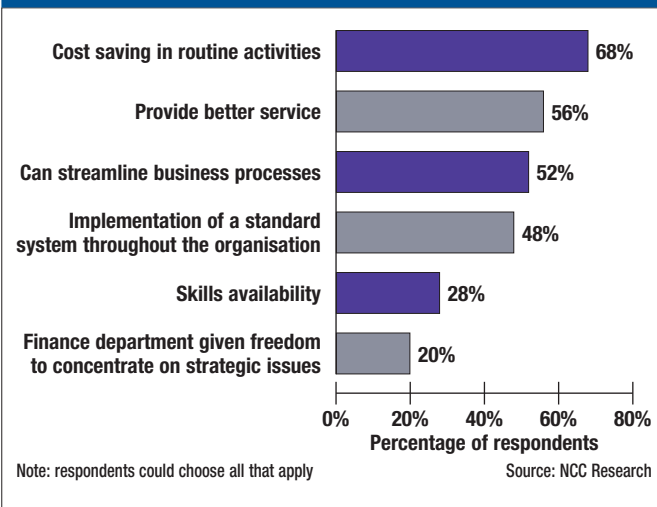 Cost saving in routine activities
68%
Provide better service
56%
Can streamline business processes
52%
Implementation of a standard
system throughout the organisation
48%
Skills availability
28%
Finance department given freedom
to concentrate on strategic issues
20%
0% 20% 40% 60% 80%
Percentage of respondents
Note: respondents could choose all that apply
Source: NCC Research